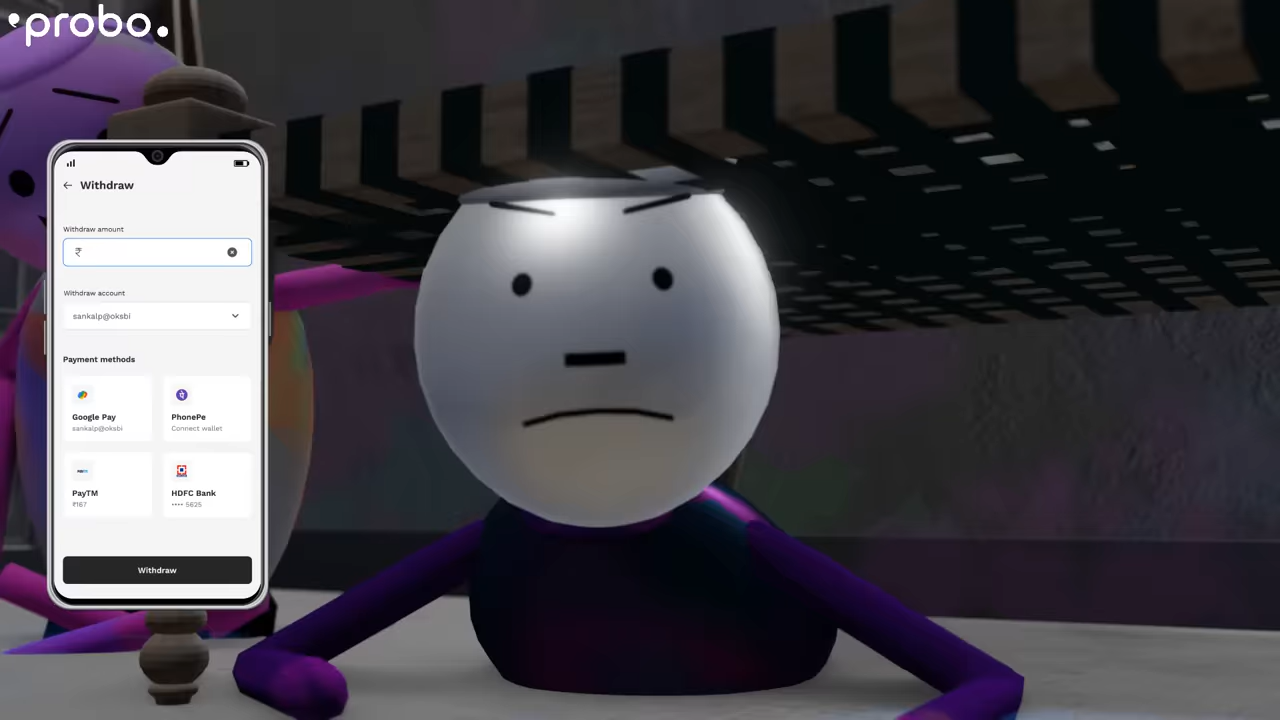 probo.
Withdraw
Withdraw amount
₹
Withdraw account
sankalp@oksbi
Payment methods
Google Pay
sankalp@oksbi
PhonePe
Connect wallet
PayTM
₹167
HDFC Bank
•••• 5625
Withdraw